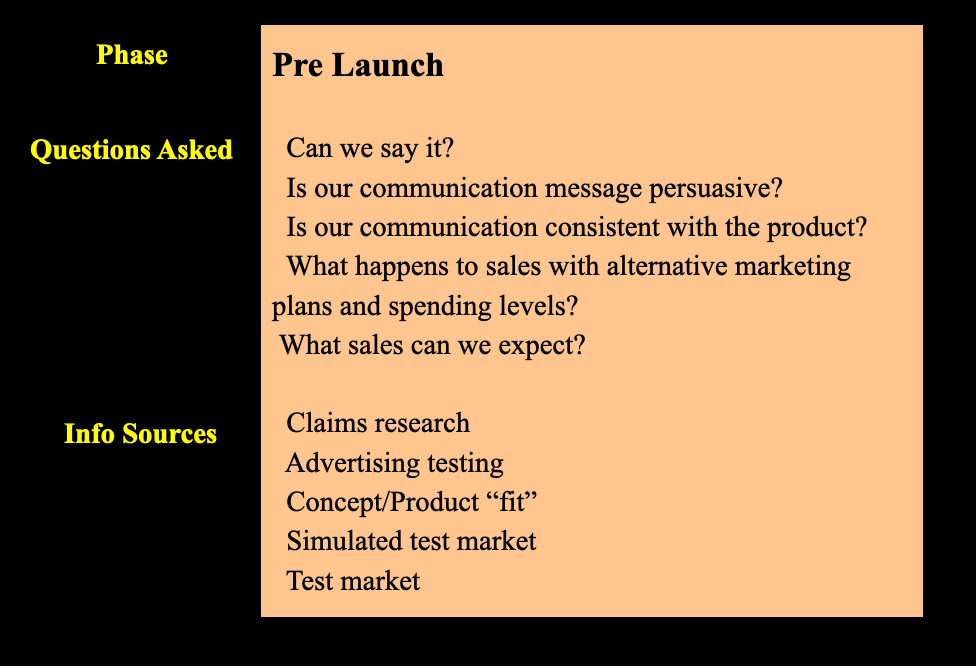 Phase
Pre Launch
Questions Asked
Can we say it?
Is our communication message persuasive?
Is our communication consistent with the product?
What happens to sales with alternative marketing
plans and spending levels?
What sales can we expect?
Info Sources
Claims research
Advertising testing
Concept/Product “fit”
Simulated test market
Test market